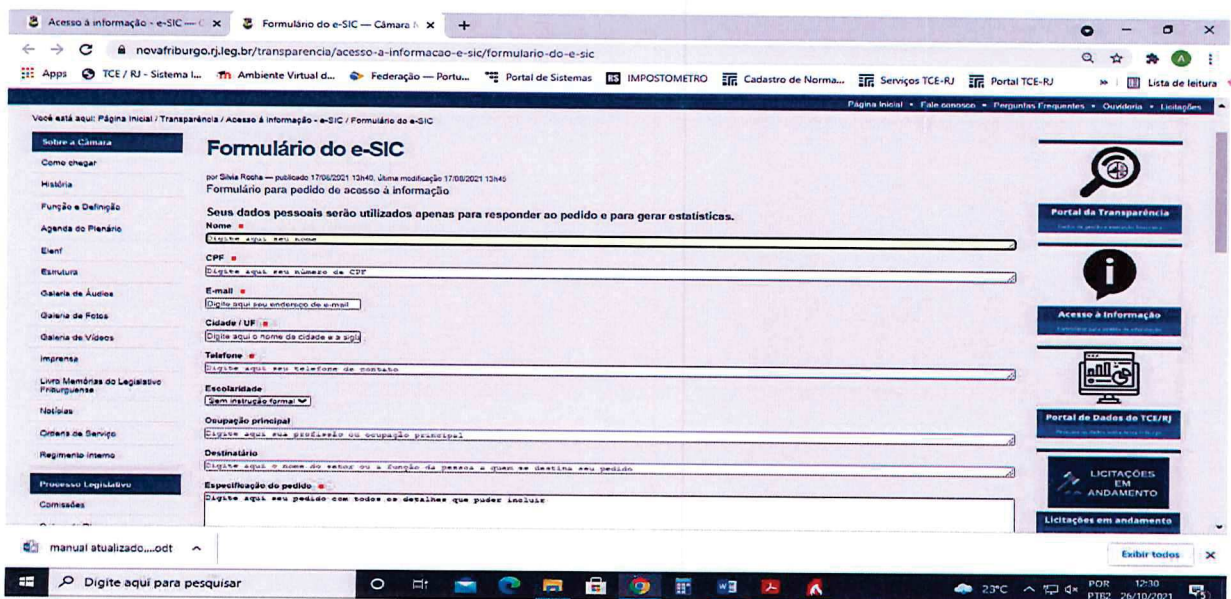 Acesso à informação - e-SIC — C
Formulário do e-SIC — Câmara M
novafriburgo.rj.leg.br/transparencia/acesso-a-informacao-e-sic/formulario-do-e-sic
Apps TCE / RJ - Sistema I... Ambiente Virtual d... Federação — Portu... Portal de Sistemas IMPOSTOMETRO Cadastro de Norma... Serviços TCE-RJ Portal TCE-RJ » Lista de leitura
Página Inicial • Fale conosco • Perguntas Frequentes • Ouvidoria • Licitações
Você está aqui: Página Inicial / Transparência / Acesso à informação - e-SIC / Formulário do e-SIC
Sobre a Câmara
Como chegar
História
Função e Definição
Agenda do Plenário
Elenf
Estrutura
Galeria de Áudios
Galeria de Fotos
Galeria de Vídeos
Imprensa
Livro Memórias do Legislativo
Friburguense
Notícias
Ordens de Serviço
Regimento Interno
Processo Legislativo
Comissões
Formulário do e-SIC
por Silvia Rocha — publicado 17/06/2021 13h40, última modificação 17/08/2021 13h45
Formulário para pedido de acesso à informação
Seus dados pessoais serão utilizados apenas para responder ao pedido e para gerar estatísticas.
Nome
Digite aqui seu nome
CPF
Digite aqui seu número de CPF
E-mail
Digite aqui seu endereço de e-mail
Cidade / UF
Digite aqui o nome da cidade e a sigla
Telefone
Digite aqui seu telefone de contato
Escolaridade
Sem instrução formal
Ocupação principal
Digite aqui sua profissão ou ocupação principal
Destinatário
Digite aqui o nome do setor ou a função da pessoa a quem se destina seu pedido
Especificação do pedido
Digite aqui seu pedido com todos os detalhes que puder incluir
Portal da Transparência
Acesso à Informação
Portal de Dados do TCE/RJ
LICITAÇÕES
EM
ANDAMENTO
Licitações em andamento
manual atualizado....odt
Exibir todos
Digite aqui para pesquisar
23°C
POR
PTB2
12:30
26/10/2021